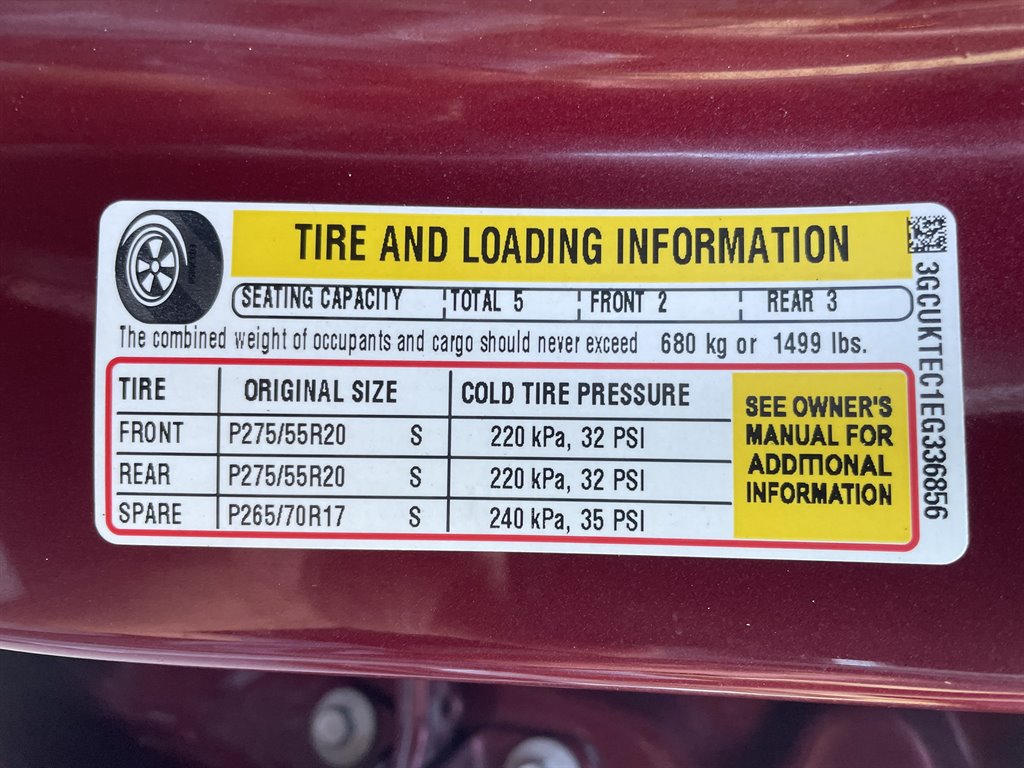 TIRE AND LOADING INFORMATION
SEATING CAPACITY TOTAL 5 FRONT 2 REAR 3
The combined weight of occupants and cargo should never exceed 680 kg or 1499 lbs.
TIRE ORIGINAL SIZE COLD TIRE PRESSURE
FRONT P275/55R20 S 220 kPa, 32 PSI
REAR P275/55R20 S 220 kPa, 32 PSI
SPARE P265/70R17 S 240 kPa, 35 PSI
SEE OWNER'S
MANUAL FOR
ADDITIONAL
INFORMATION
3GCUKTEC1EG336856